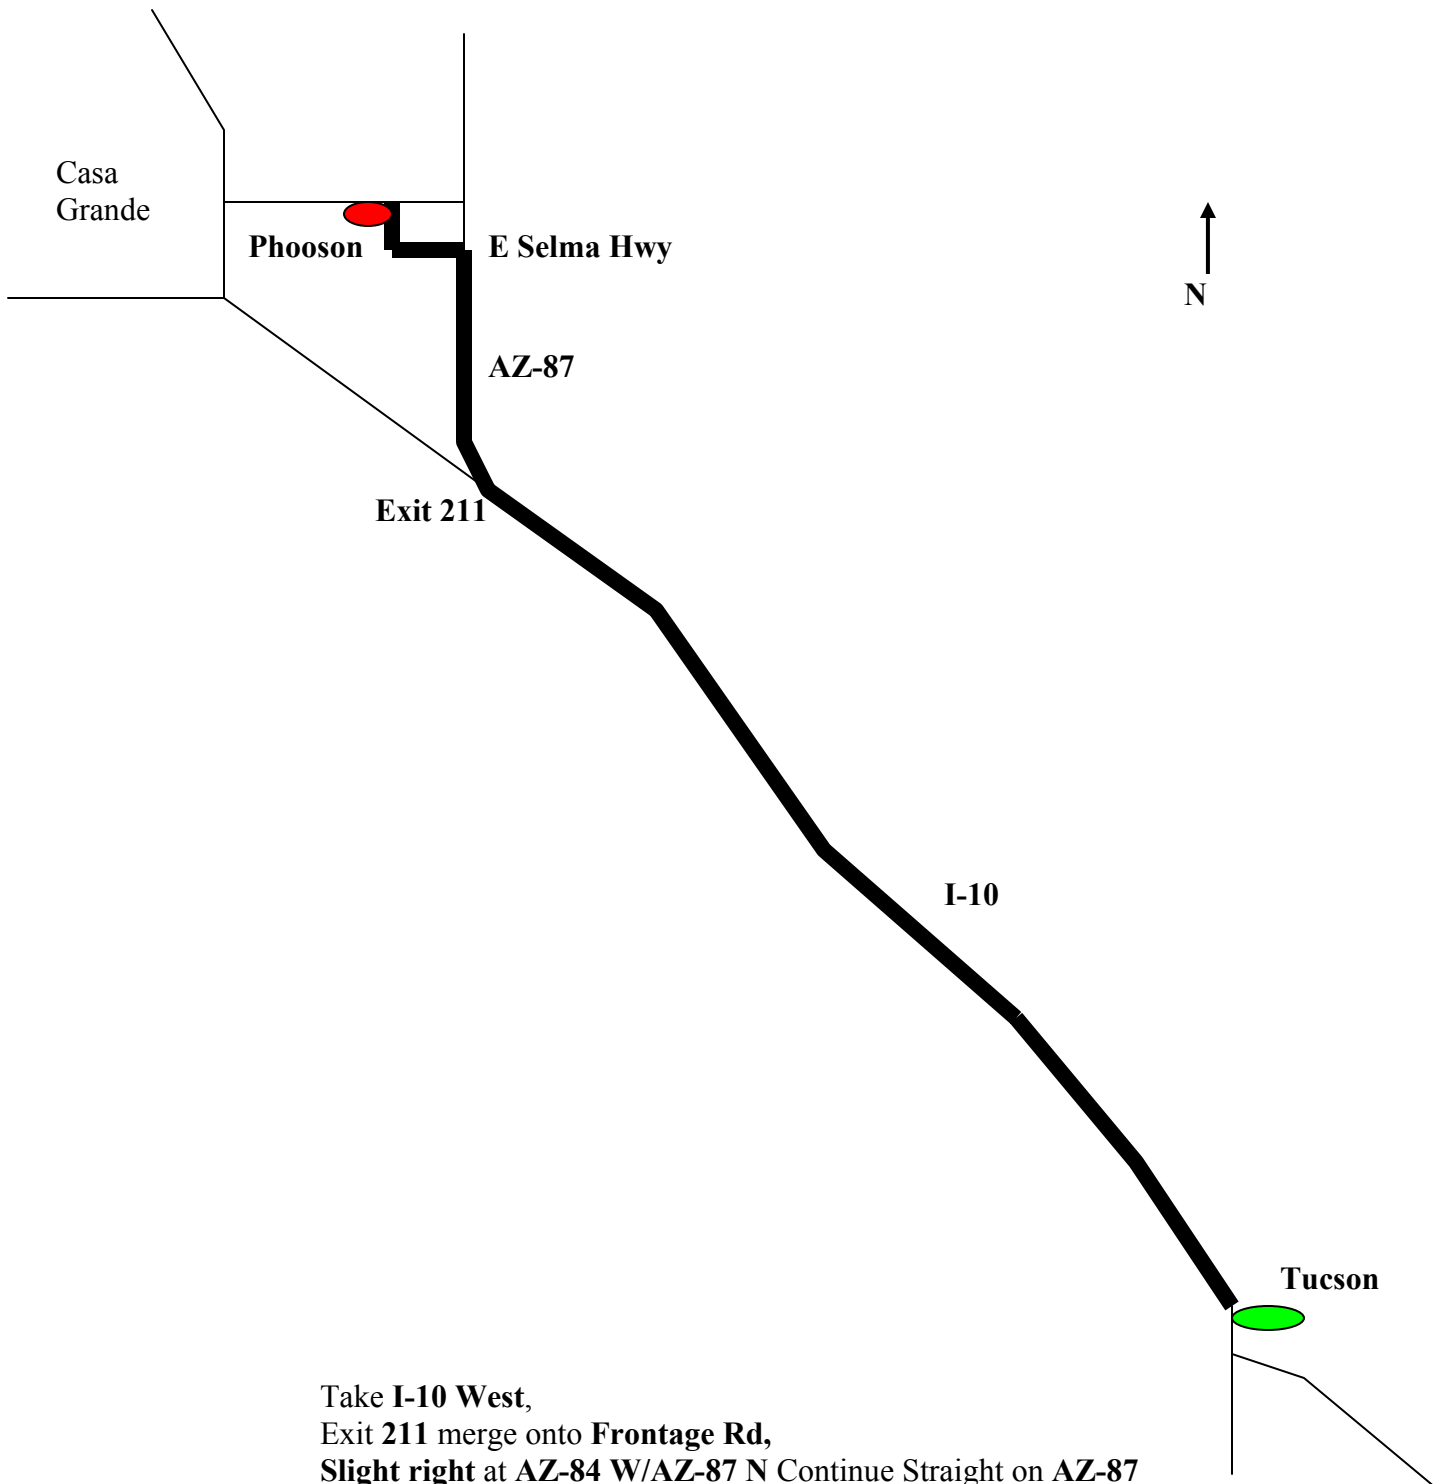 Casa
Grande
Phooson
E Selma Hwy
N
AZ-87
Exit 211
I-10
Tucson
Take I-10 West,
Exit 211 merge onto Frontage Rd,
Slight right at AZ-84 W/AZ-87 N Continue Straight on AZ-87